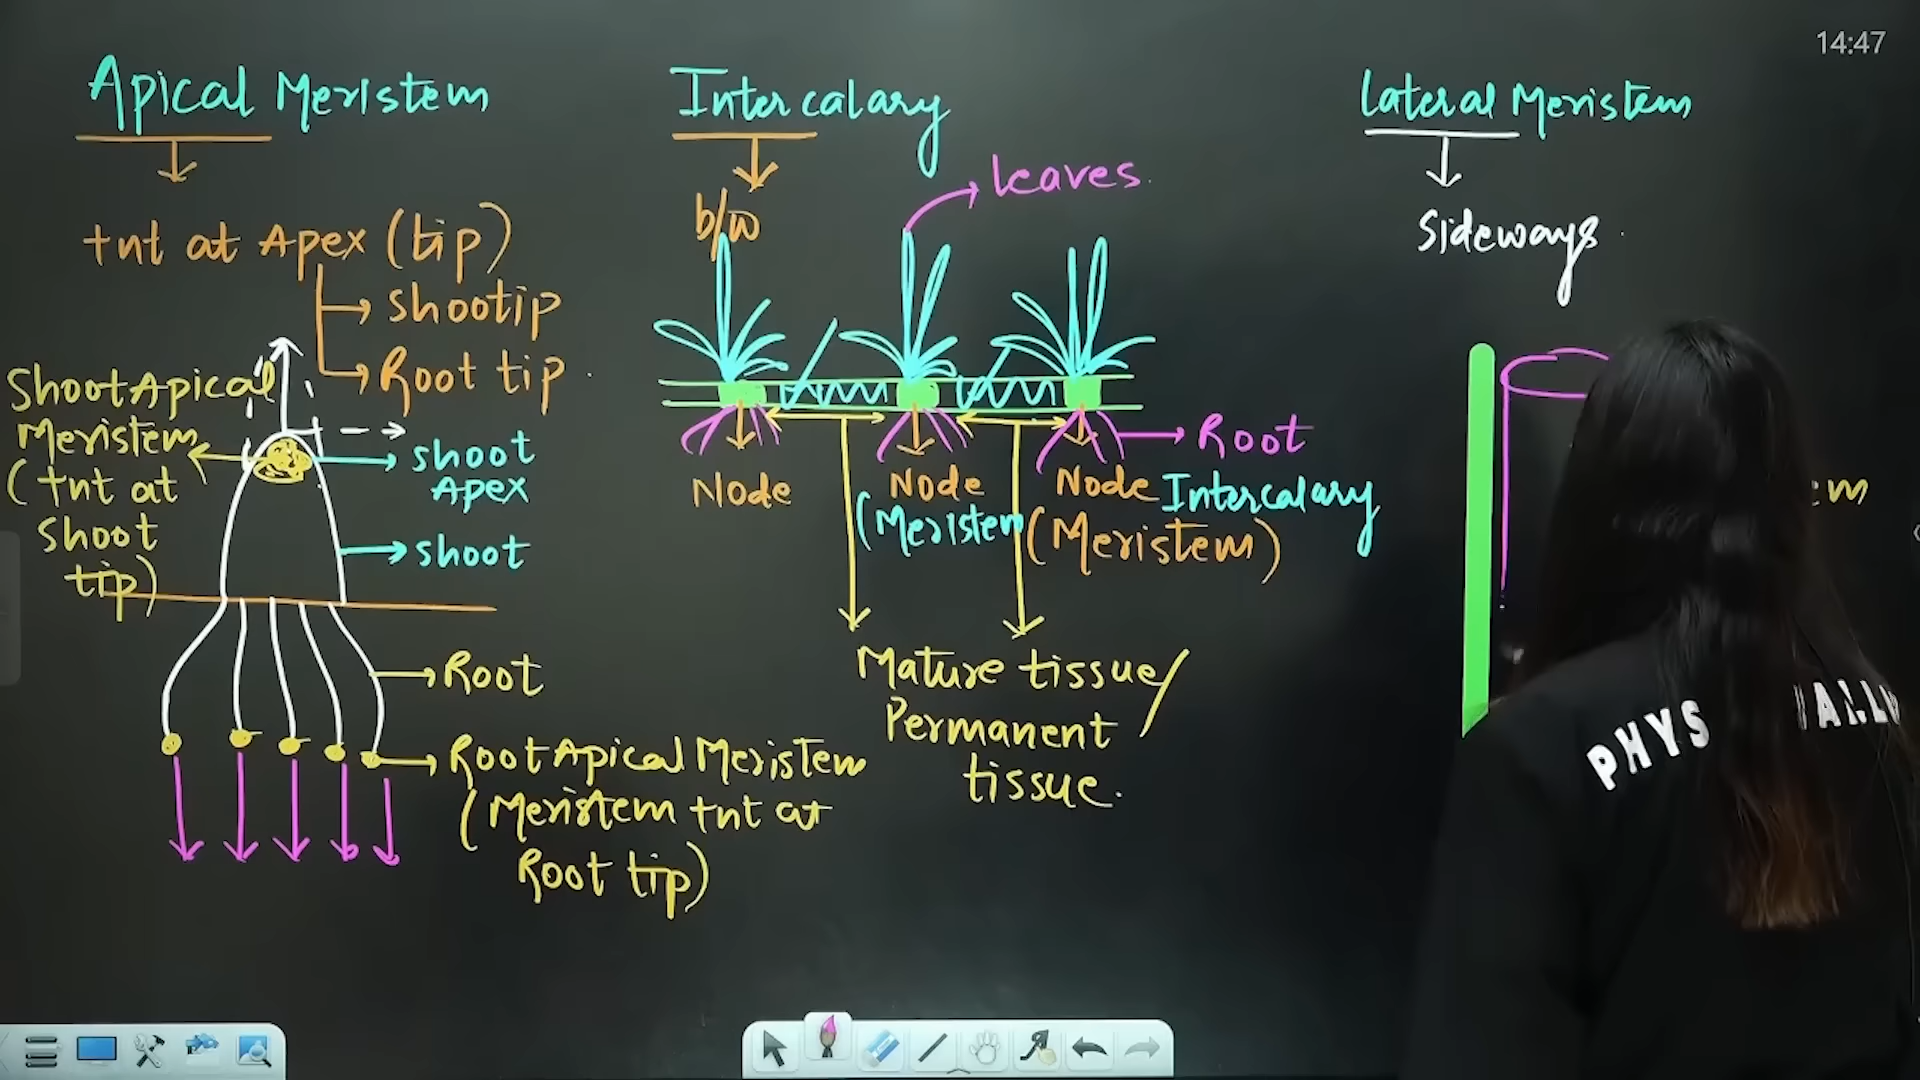 14:47
Apical Meristem
tnt at Apex (tip)
Shootip
Root tip
Shoot Apical
Meristem
(tnt at
Shoot
tip)
shoot
Apex
shoot
Root
Root Apical Meristem
(Meristem tnt at
Root tip)
Intercalary
b/w
leaves.
Root
Node
Node
(Meristem
Node Intercalary
(Meristem)
Mature tissue/
Permanent
tissue.
Lateral Meristem
Sideways
em
PHYS WALL